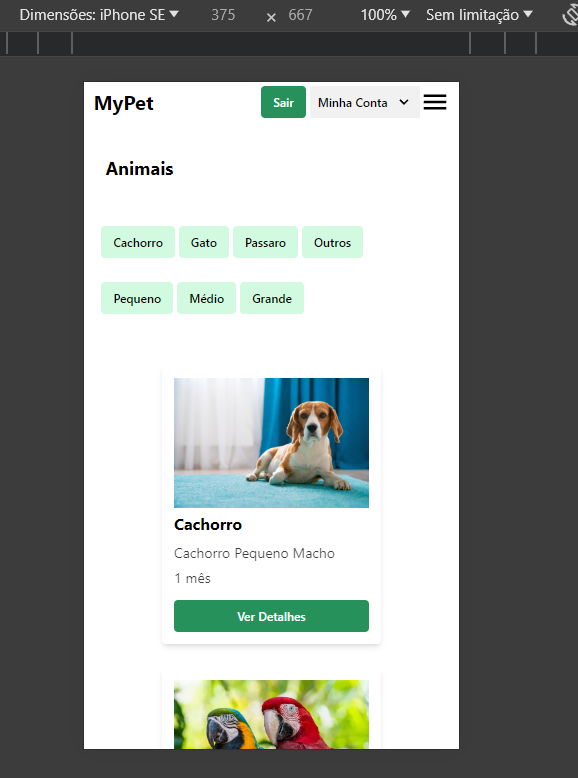 Dimensões: iPhone SE 375 × 667 100% Sem limitação
MyPet Sair Minha Conta
Animais
Cachorro Gato Passaro Outros
Pequeno Médio Grande
Cachorro
Cachorro Pequeno Macho
1 mês
Ver Detalhes